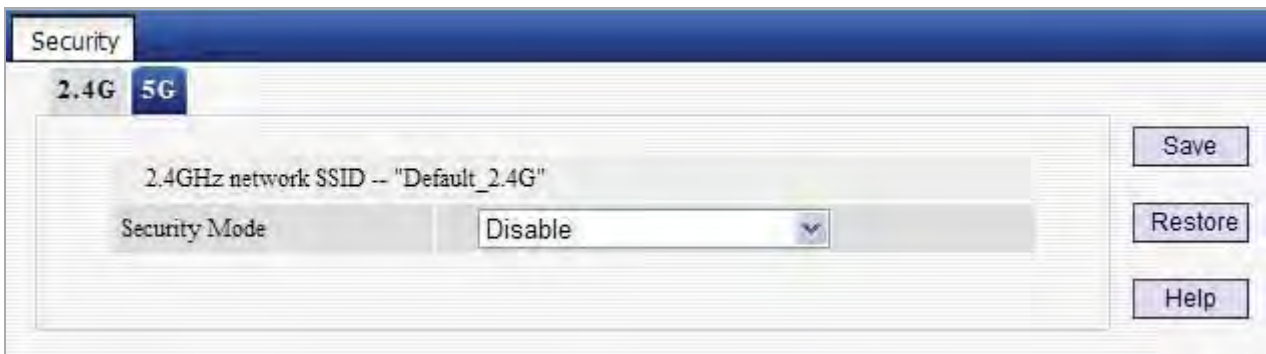 Security
2.4G 5G
Save
2.4GHz network SSID -- "Default_2.4G"
Security Mode Disable
Restore
Help